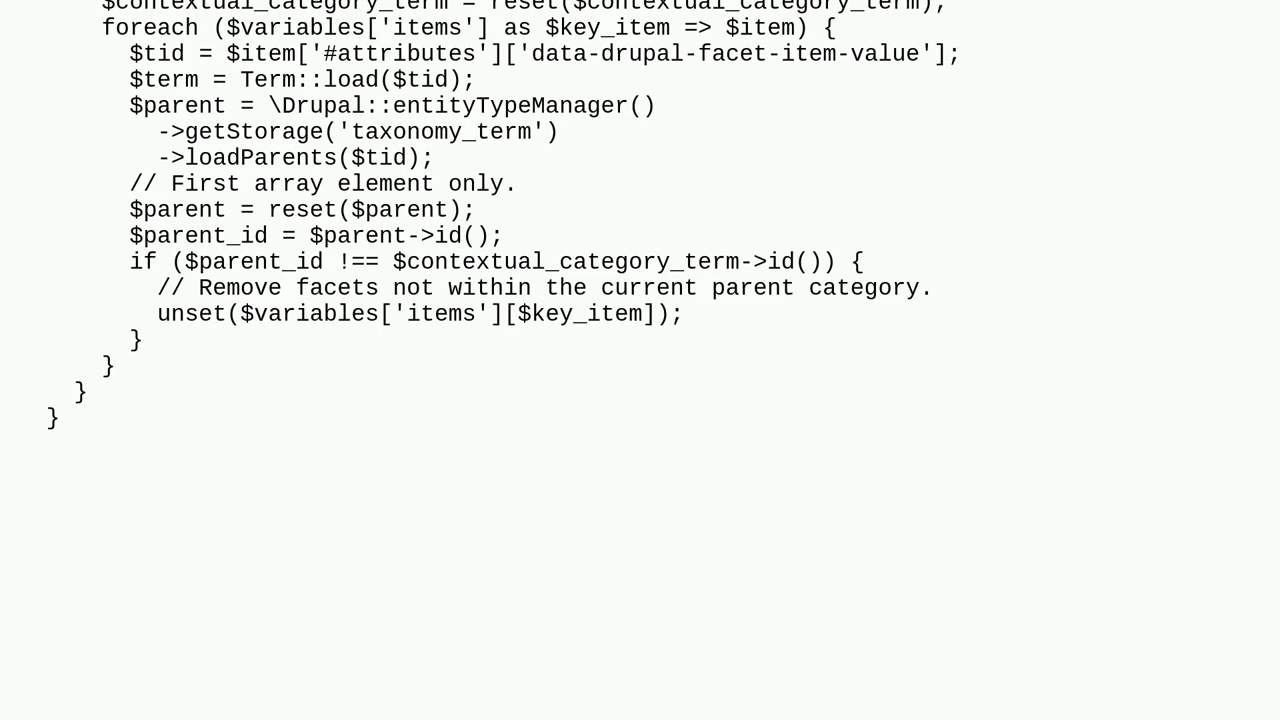 $contextual_category_term = reset($contextual_category_term);
foreach ($variables['items'] as $key_item => $item) {
$tid = $item['#attributes']['data-drupal-facet-item-value'];
$term = Term::load($tid);
$parent = \Drupal::entityTypeManager()
->getStorage('taxonomy_term')
->loadParents($tid);
// First array element only.
$parent = reset($parent);
$parent_id = $parent->id();
if ($parent_id !== $contextual_category_term->id()) {
// Remove facets not within the current parent category.
unset($variables['items'][$key_item]);
}
}
}
}